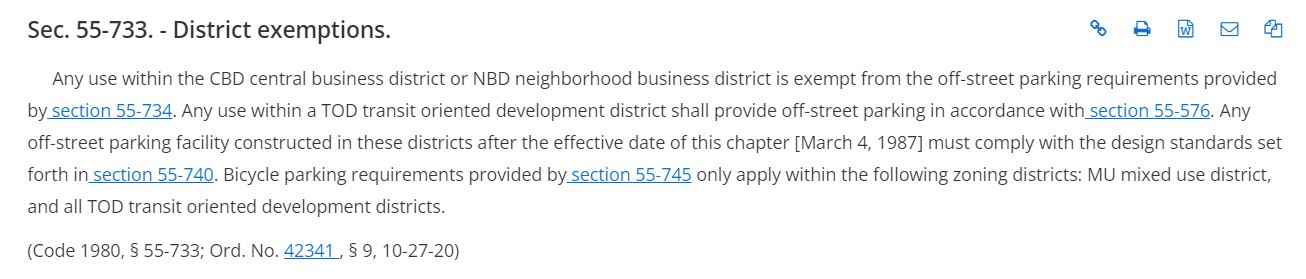 Sec. 55-733. - District exemptions.
Any use within the CBD central business district or NBD neighborhood business district is exempt from the off-street parking requirements provided
by section 55-734. Any use within a TOD transit oriented development district shall provide off-street parking in accordance with section 55-576. Any
off-street parking facility constructed in these districts after the effective date of this chapter [March 4, 1987] must comply with the design standards set
forth in section 55-740. Bicycle parking requirements provided by section 55-745 only apply within the following zoning districts: MU mixed use district,
and all TOD transit oriented development districts.
(Code 1980, § 55-733; Ord. No. 42341 , § 9, 10-27-20)